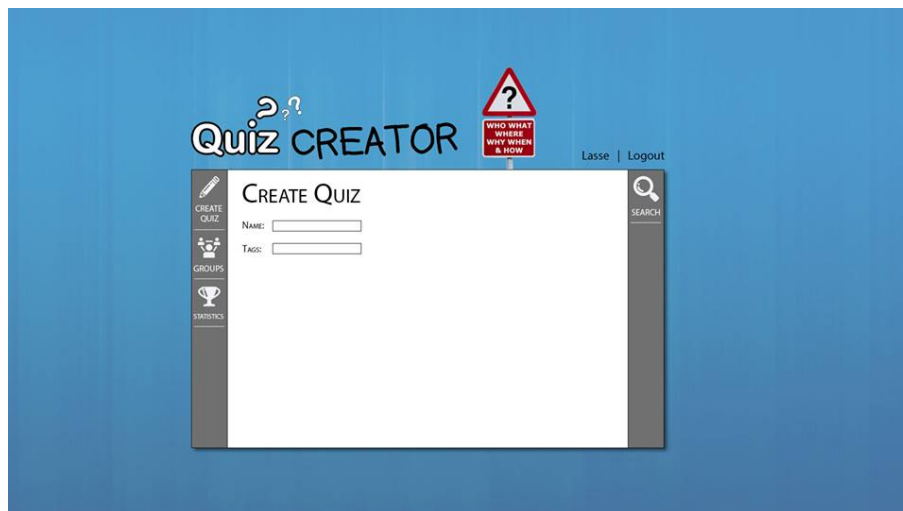 ? ? ?
Quiz CREATOR
?
WHO WHAT
WHERE
WHY WHEN
& HOW
Lasse | Logout
CREATE
QUIZ
GROUPS
STATISTICS
CREATE QUIZ
NAME:
TAGS:
SEARCH